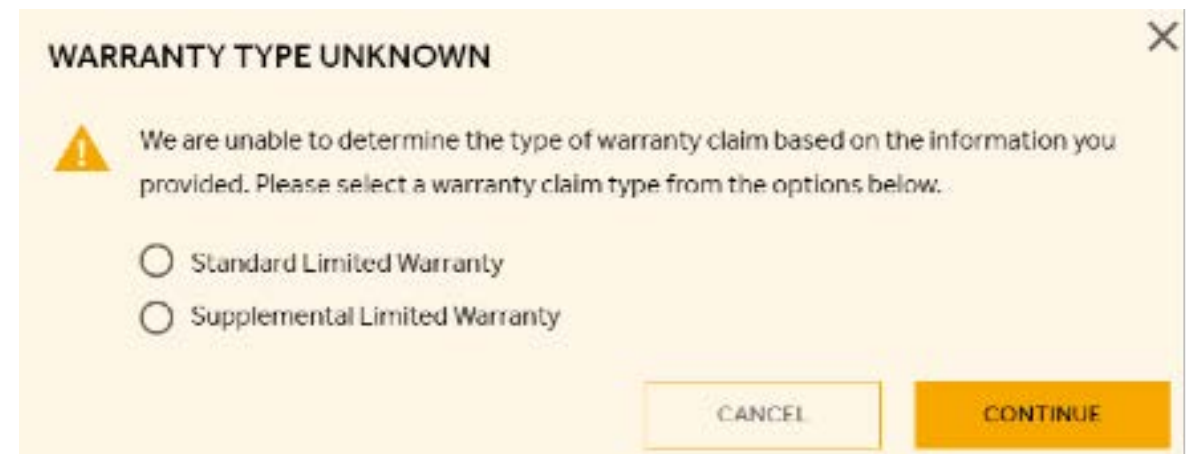 WARRANTY TYPE UNKNOWN
We are unable to determine the type of warranty claim based on the information you
provided. Please select a warranty claim type from the options below.
Standard Limited Warranty
Supplemental Limited Warranty
CANCEL
CONTINUE